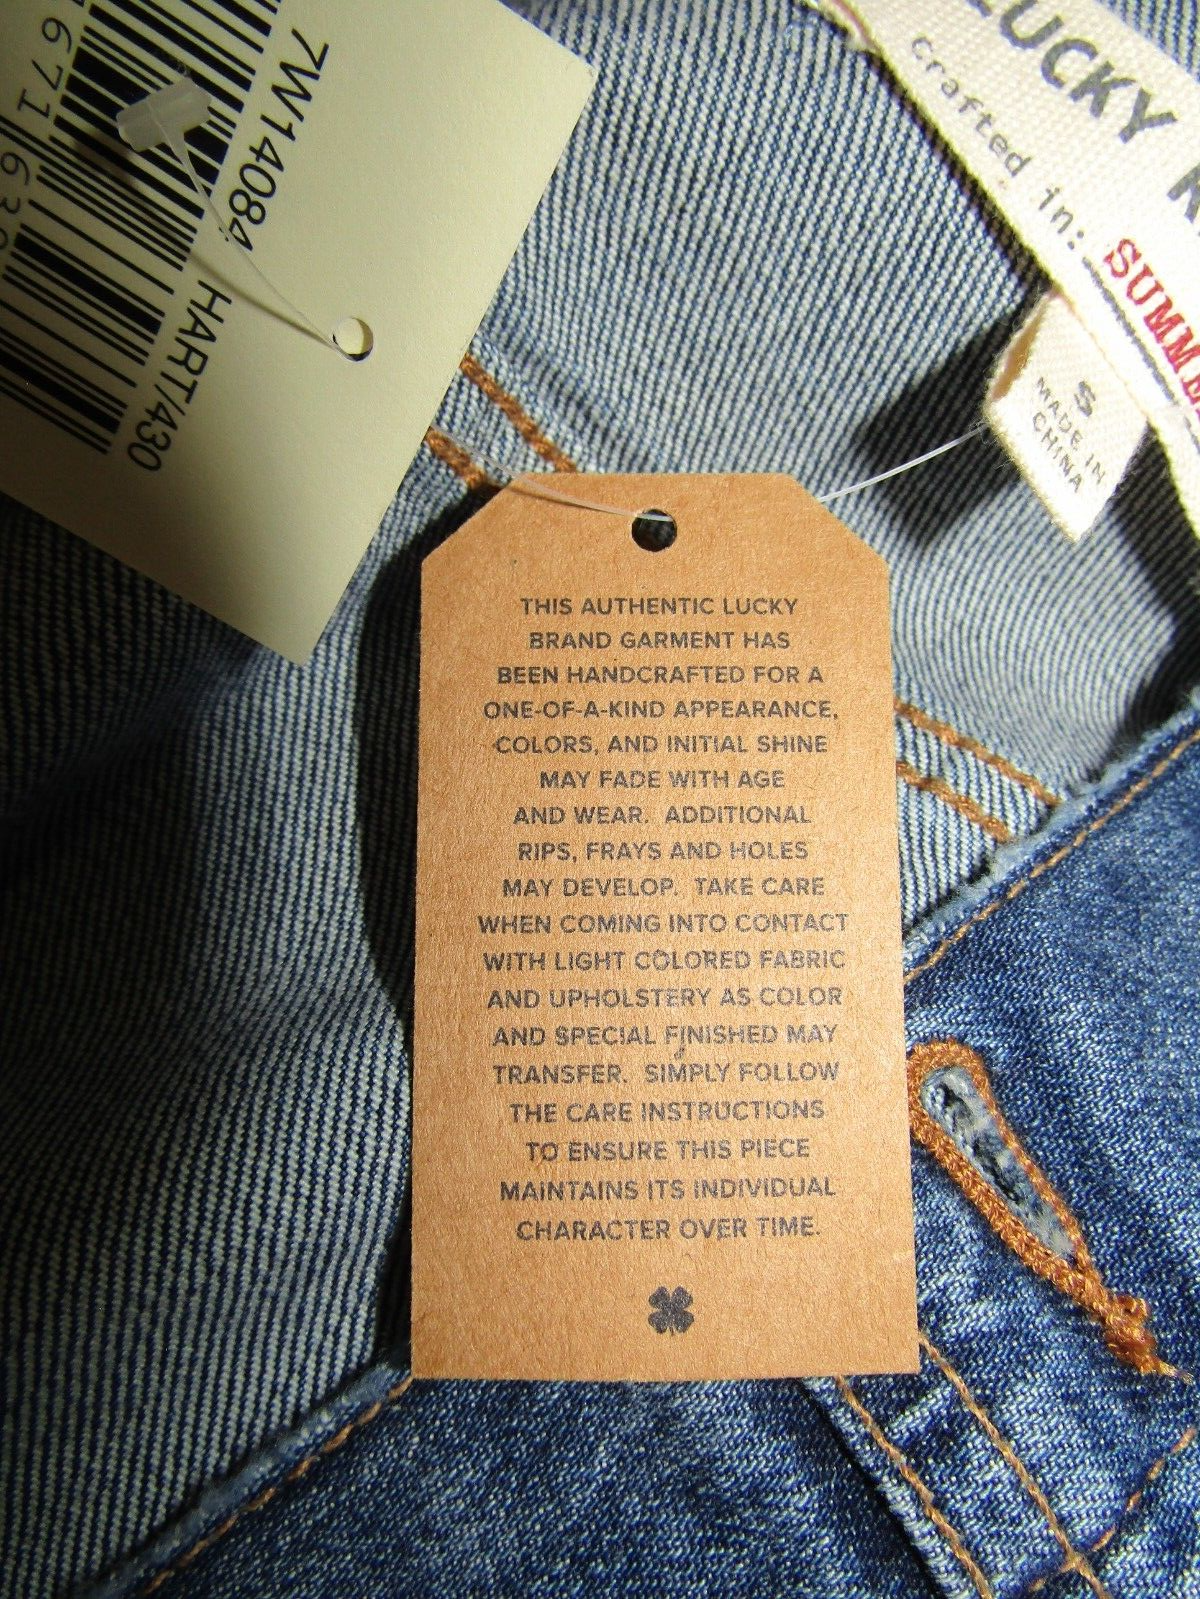 671
63
7W14084 HART/430
LUCKY
crafted in:
S
MADE IN
CHINA
THIS AUTHENTIC LUCKY
BRAND GARMENT HAS
BEEN HANDCRAFTED FOR A
ONE-OF-A-KIND APPEARANCE,
COLORS, AND INITIAL SHINE
MAY FADE WITH AGE
AND WEAR. ADDITIONAL
RIPS, FRAYS AND HOLES
MAY DEVELOP. TAKE CARE
WHEN COMING INTO CONTACT
WITH LIGHT COLORED FABRIC
AND UPHOLSTERY AS COLOR
AND SPECIAL FINISHED MAY
TRANSFER. SIMPLY FOLLOW
THE CARE INSTRUCTIONS
TO ENSURE THIS PIECE
MAINTAINS ITS INDIVIDUAL
CHARACTER OVER TIME.